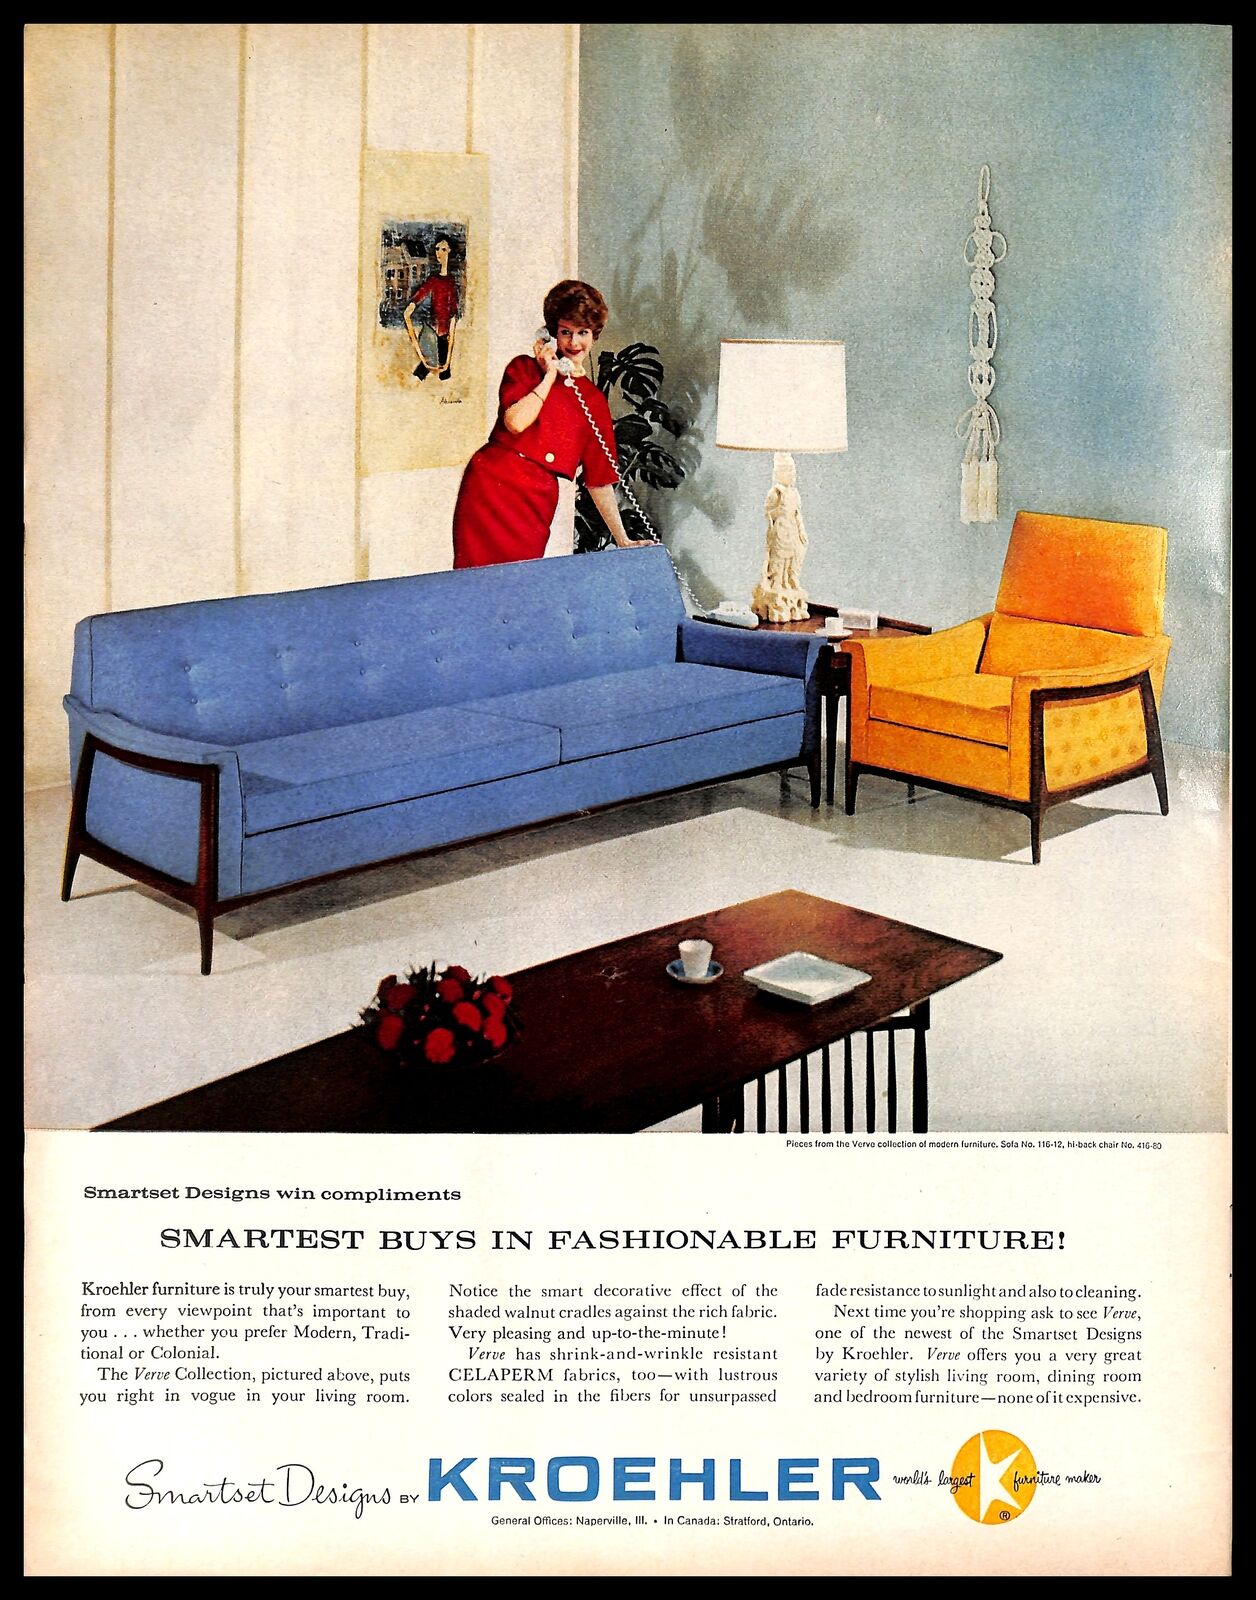 Pieces from the Verve collection of modern furniture. Sofa No. 116-12, hi-back chair No. 416-80
Smartset Designs win compliments
SMARTEST BUYS IN FASHIONABLE FURNITURE!
Kroehler furniture is truly your smartest buy,
from every viewpoint that's important to
you . . . whether you prefer Modern, Tradi-
tional or Colonial.
The Verve Collection, pictured above, puts
you right in vogue in your living room.
Notice the smart decorative effect of the
shaded walnut cradles against the rich fabric.
Very pleasing and up-to-the-minute!
Verve has shrink-and-wrinkle resistant
CELAPERM fabrics, too—with lustrous
colors sealed in the fibers for unsurpassed
fade resistance to sunlight and also to cleaning.
Next time you're shopping ask to see Verve,
one of the newest of the Smartset Designs
by Kroehler. Verve offers you a very great
variety of stylish living room, dining room
and bedroom furniture—none of it expensive.
Smartset Designs BY KROEHLER world's largest K furniture maker
®
General Offices: Naperville, Ill. • In Canada: Stratford, Ontario.